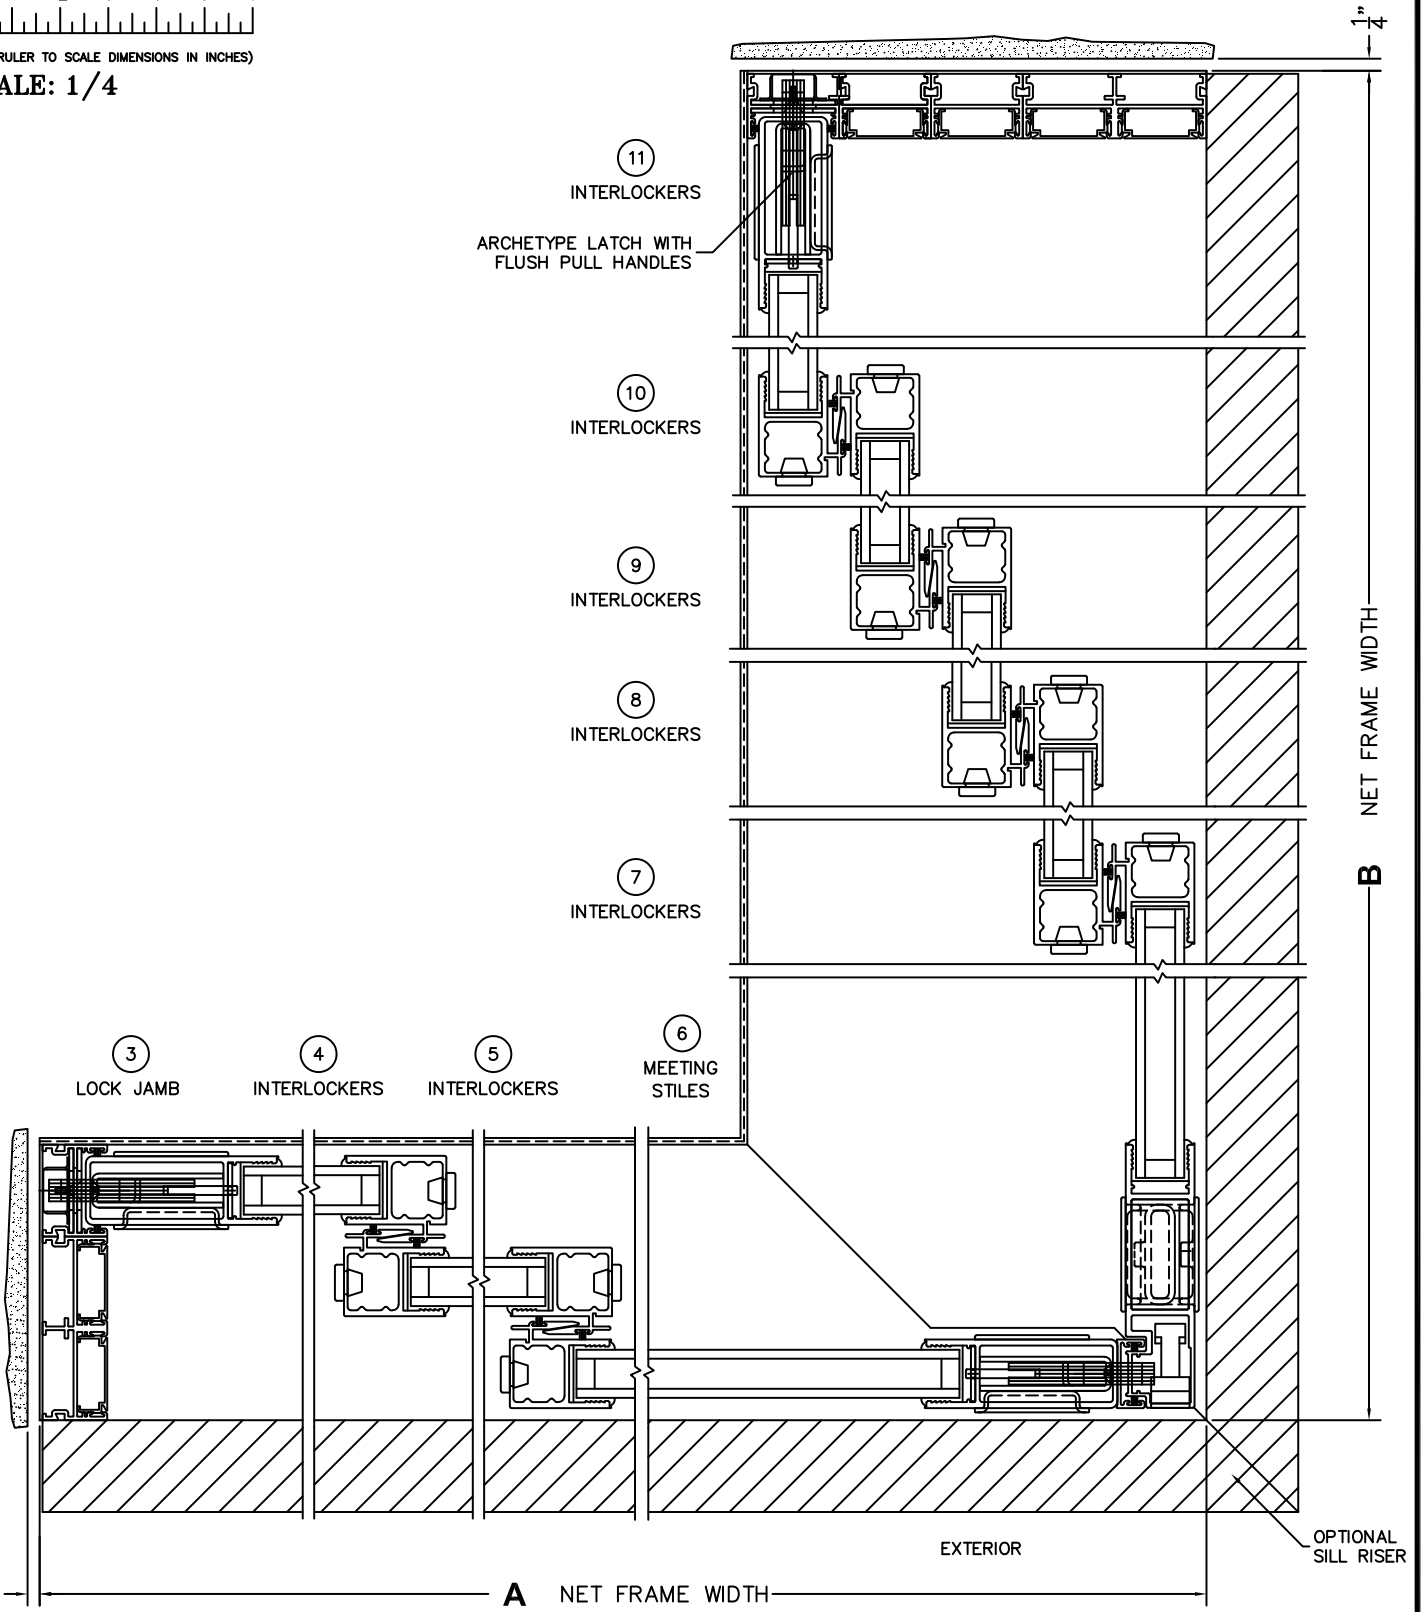 RULER TO SCALE DIMENSIONS IN INCHES)
ALE: 1/4
1"
4
11
INTERLOCKERS
ARCHETYPE LATCH WITH
FLUSH PULL HANDLES
10
INTERLOCKERS
9
INTERLOCKERS
8
INTERLOCKERS
7
INTERLOCKERS
B NET FRAME WIDTH
3
LOCK JAMB
4
INTERLOCKERS
5
INTERLOCKERS
6
MEETING
STILES
EXTERIOR
OPTIONAL
SILL RISER
A NET FRAME WIDTH